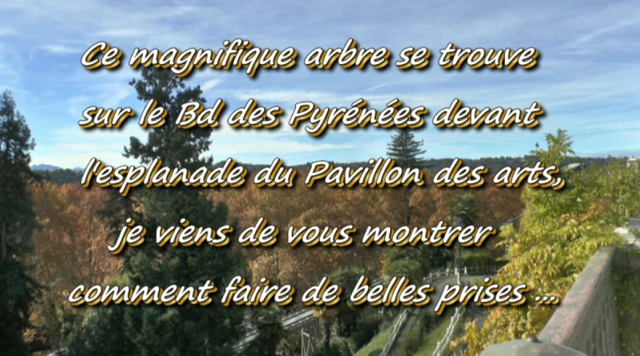 Ce magnifique arbre se trouve
sur le Bd des Pyrénées devant
l'esplanade du Pavillon des arts,
je viens de vous montrer
comment faire de belles prises ...